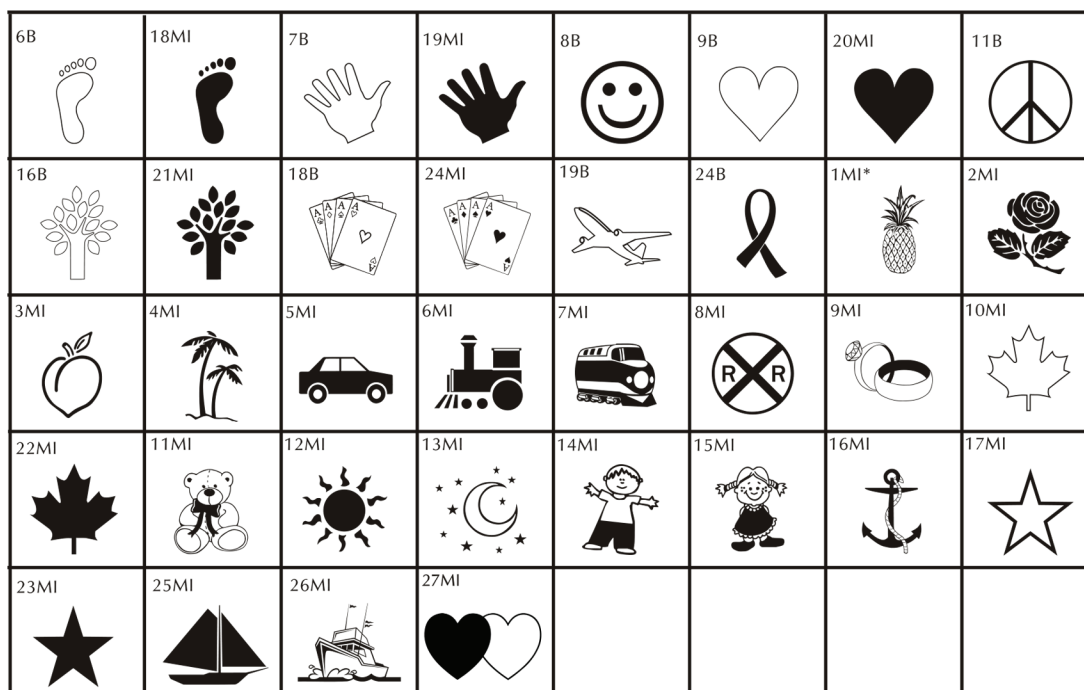 6B
18MI
7B
19MI
8B
9B
20MI
11B
16B
21MI
18B
A
A
A
A
A
24MI
A
A
A
A
A
19B
24B
1MI*
2MI
3MI
4MI
5MI
6MI
7MI
8MI
R R
9MI
10MI
22MI
11MI
12MI
13MI
14MI
15MI
16MI
17MI
23MI
25MI
26MI
27MI